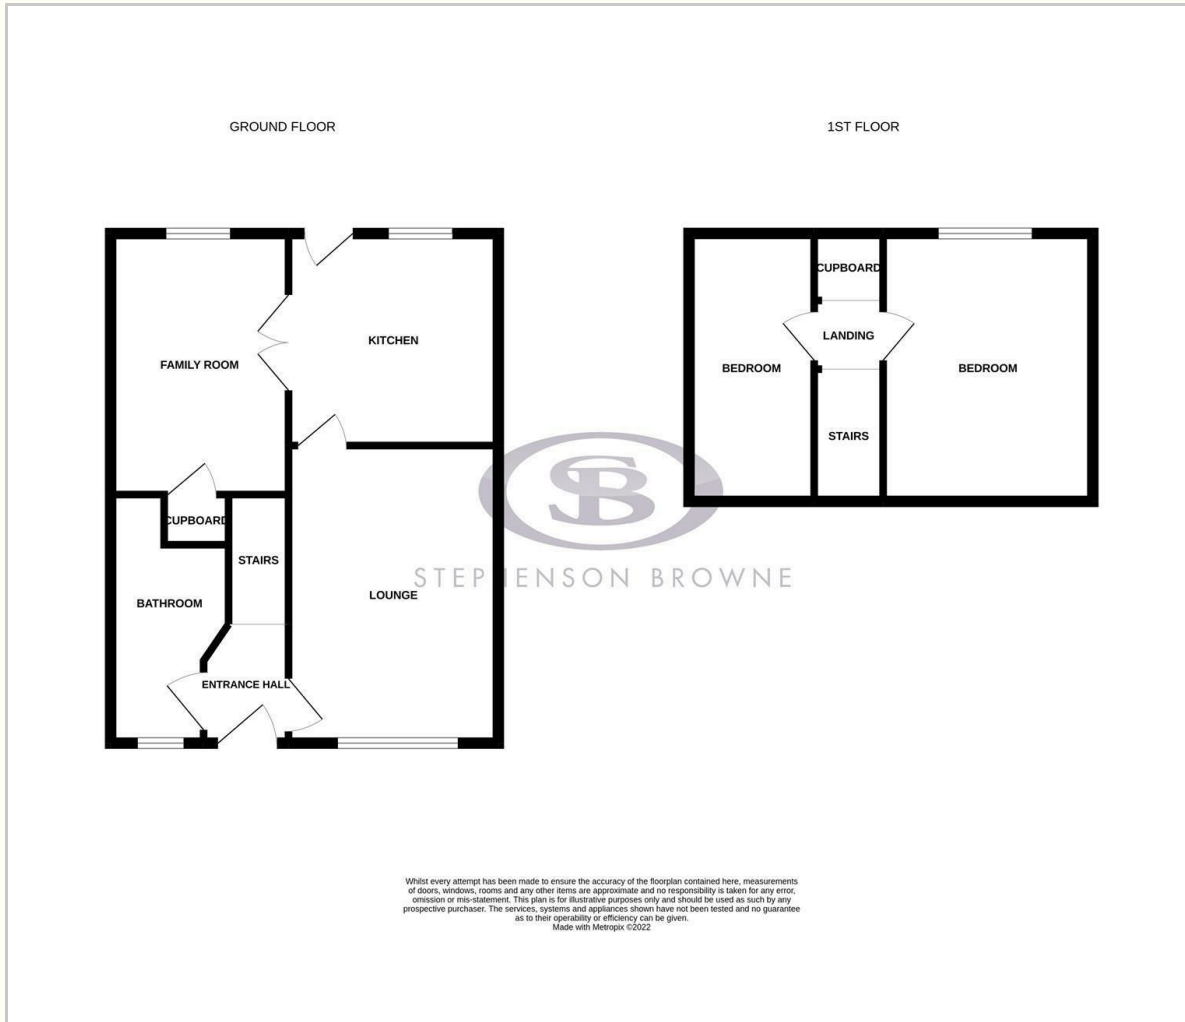 GROUND FLOOR
1ST FLOOR
FAMILY ROOM
KITCHEN
CUPBOARD
STAIRS
BATHROOM
LOUNGE
ENTRANCE HALL
CUPBOARD
LANDING
BEDROOM
BEDROOM
STAIRS
SB
STEPHENSON BROWNE
Whilst every attempt has been made to ensure the accuracy of the floorplan contained here, measurements
of doors, windows, rooms and any other items are approximate and no responsibility is taken for any error,
omission or mis-statement. This plan is for illustrative purposes only and should be used as such by any
prospective purchaser. The services, systems and appliances shown have not been tested and no guarantee
as to their operability or efficiency can be given.
Made with Metropix ©2022